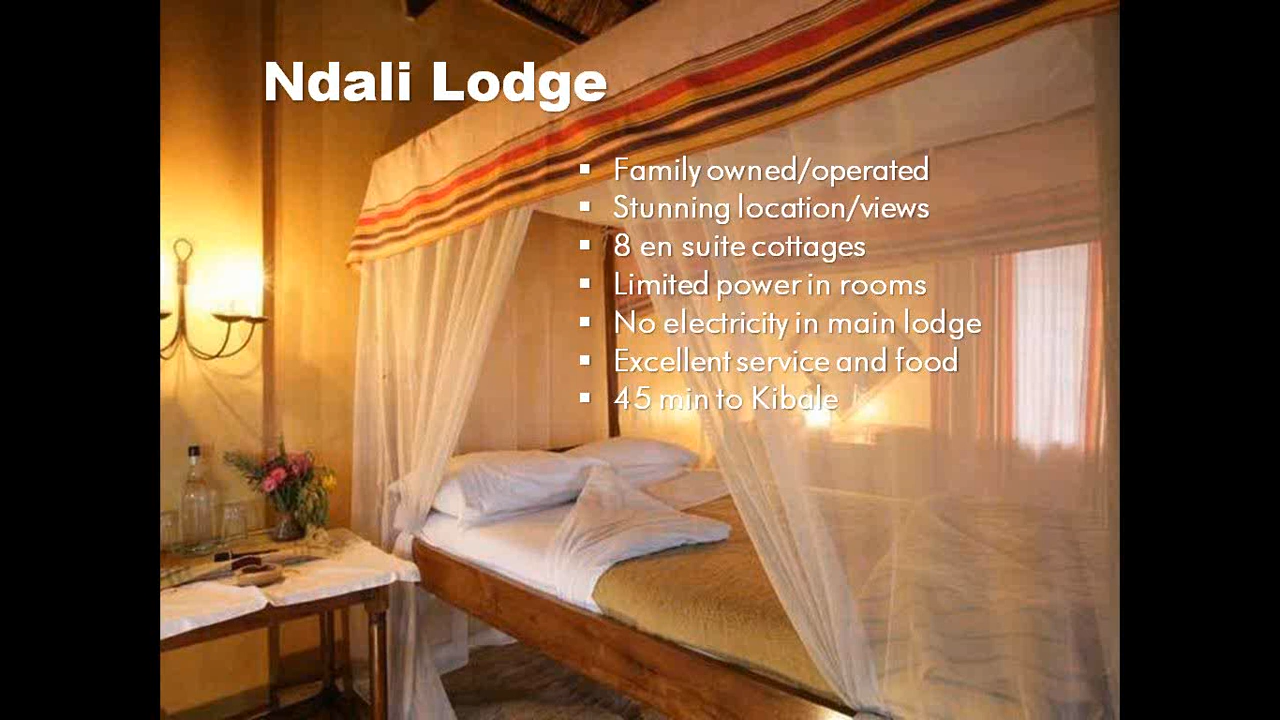 Ndali Lodge
▪ Family owned/operated
▪ Stunning location/views
▪ 8 en suite cottages
▪ Limited power in rooms
▪ No electricity in main lodge
▪ Excellent service and food
▪ 45 min to Kibale